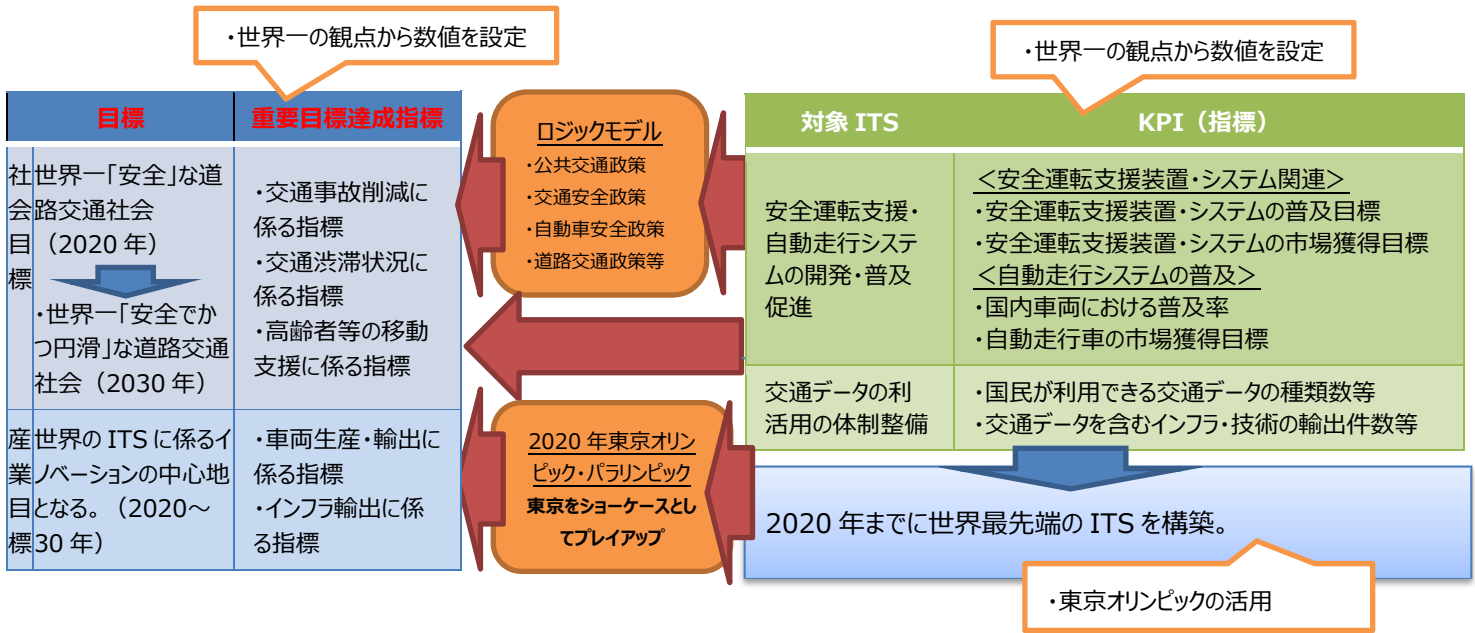 ・世界一の観点から数値を設定
・世界一の観点から数値を設定
目標
重要目標達成指標
社会目標
世界一「安全」な道
路交通社会
（2020 年）
・世界一「安全でか
つ円滑」な道路交通
社会（2030 年）
・交通事故削減に
係る指標
・交通渋滞状況に
係る指標
・高齢者等の移動
支援に係る指標
産業目標
世界の ITS に係るイ
ノベーションの中心地
となる。（2020～
30 年）
・車両生産・輸出に
係る指標
・インフラ輸出に係
る指標
ロジックモデル
・公共交通政策
・交通安全政策
・自動車安全政策
・道路交通政策等
2020 年東京オリン
ピック・パラリンピック
東京をショーケースとし
てプレイアップ
対象 ITS
KPI（指標）
安全運転支援・
自動走行システ
ムの開発・普及
促進
＜安全運転支援装置・システム関連＞
・安全運転支援装置・システムの普及目標
・安全運転支援装置・システムの市場獲得目標
＜自動走行システムの普及＞
・国内車両における普及率
・自動走行車の市場獲得目標
交通データの利
活用の体制整備
・国民が利用できる交通データの種類数等
・交通データを含むインフラ・技術の輸出件数等
2020 年までに世界最先端の ITS を構築。
・東京オリンピックの活用